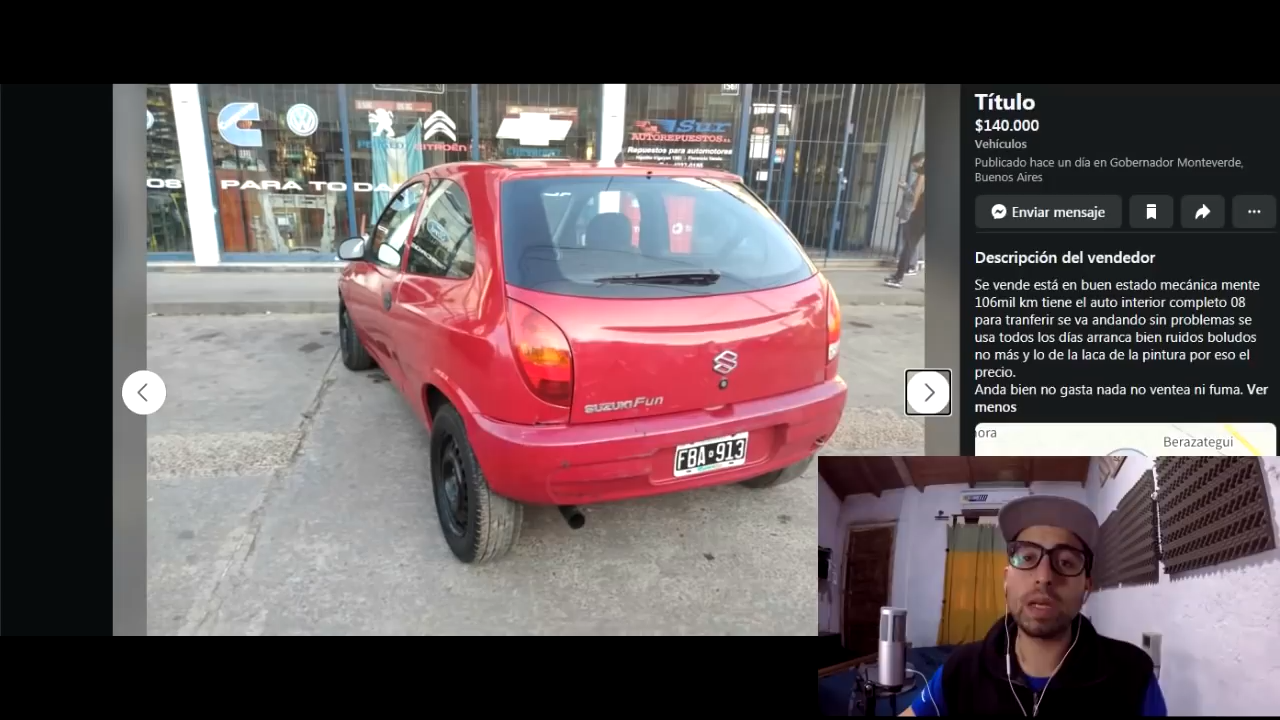 Título
$140.000
Vehículos
Publicado hace un día en Gobernador Monteverde,
Buenos Aires
Enviar mensaje
Descripción del vendedor
Se vende está en buen estado mecánica mente
106mil km tiene el auto interior completo 08
para tranferir se va andando sin problemas se
usa todos los días arranca bien ruidos boludos
no más y lo de la laca de la pintura por eso el
precio.
Anda bien no gasta nada no ventea ni fuma. Ver
menos
hora
Berazategui
CITROËN
CHEVROLET
Sur
AUTOREPUESTOS
Repuestos para automotores
08
PARA TODA
SUZUKI Fun
FBA 913